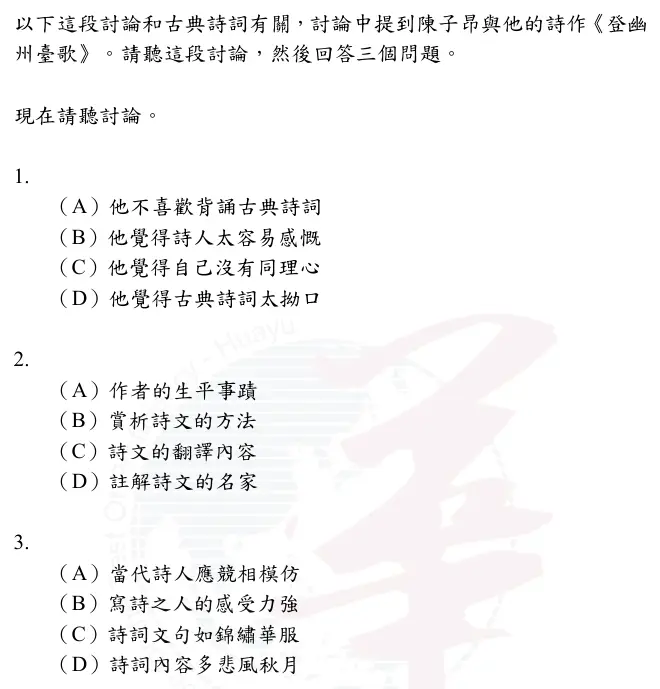 以下這段討論和古典詩詞有關，討論中提到陳子昂與他的詩作《登幽
州臺歌》。請聽這段討論，然後回答三個問題。
現在請聽討論。
1.
（A）他不喜歡背誦古典詩詞
（B）他覺得詩人太容易感慨
（C）他覺得自己沒有同理心
（D）他覺得古典詩詞太拗口
2.
（A）作者的生平事蹟
（B）賞析詩文的方法
（C）詩文的翻譯內容
（D）註解詩文的名家
3.
（A）當代詩人應競相模仿
（B）寫詩之人的感受力強
（C）詩詞文句如錦繡華服
（D）詩詞內容多悲風秋月
華